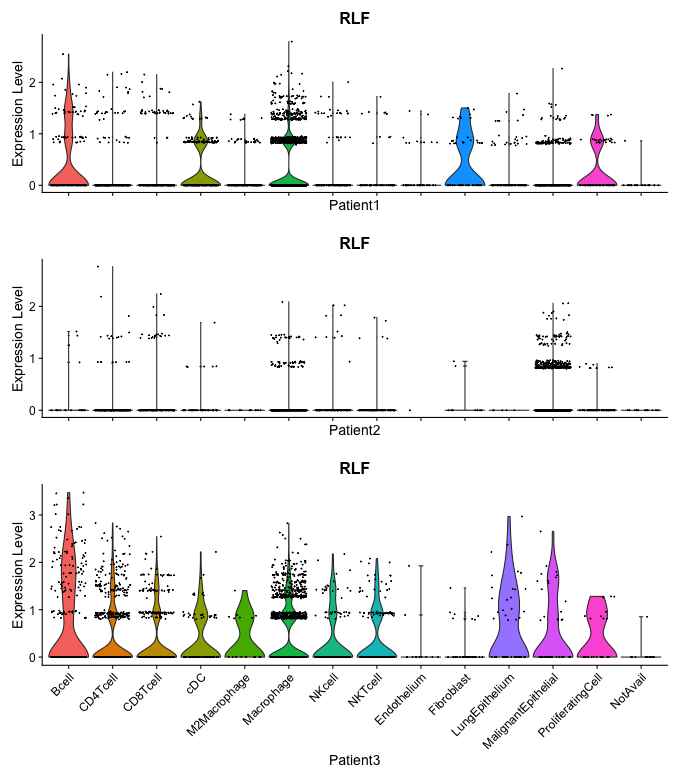 RLF
Expression Level
2
1
0
Patient1
RLF
Expression Level
2
1
0
Patient2
RLF
Expression Level
3
2
1
0
Bcell
CD4Tcell
CD8Tcell
cDC
M2Macrophage
Macrophage
NKcell
NKTcell
Endothelium
Fibroblast
LungEpithelium
MalignantEpithelial
ProliferatingCell
NotAvail
Patient3